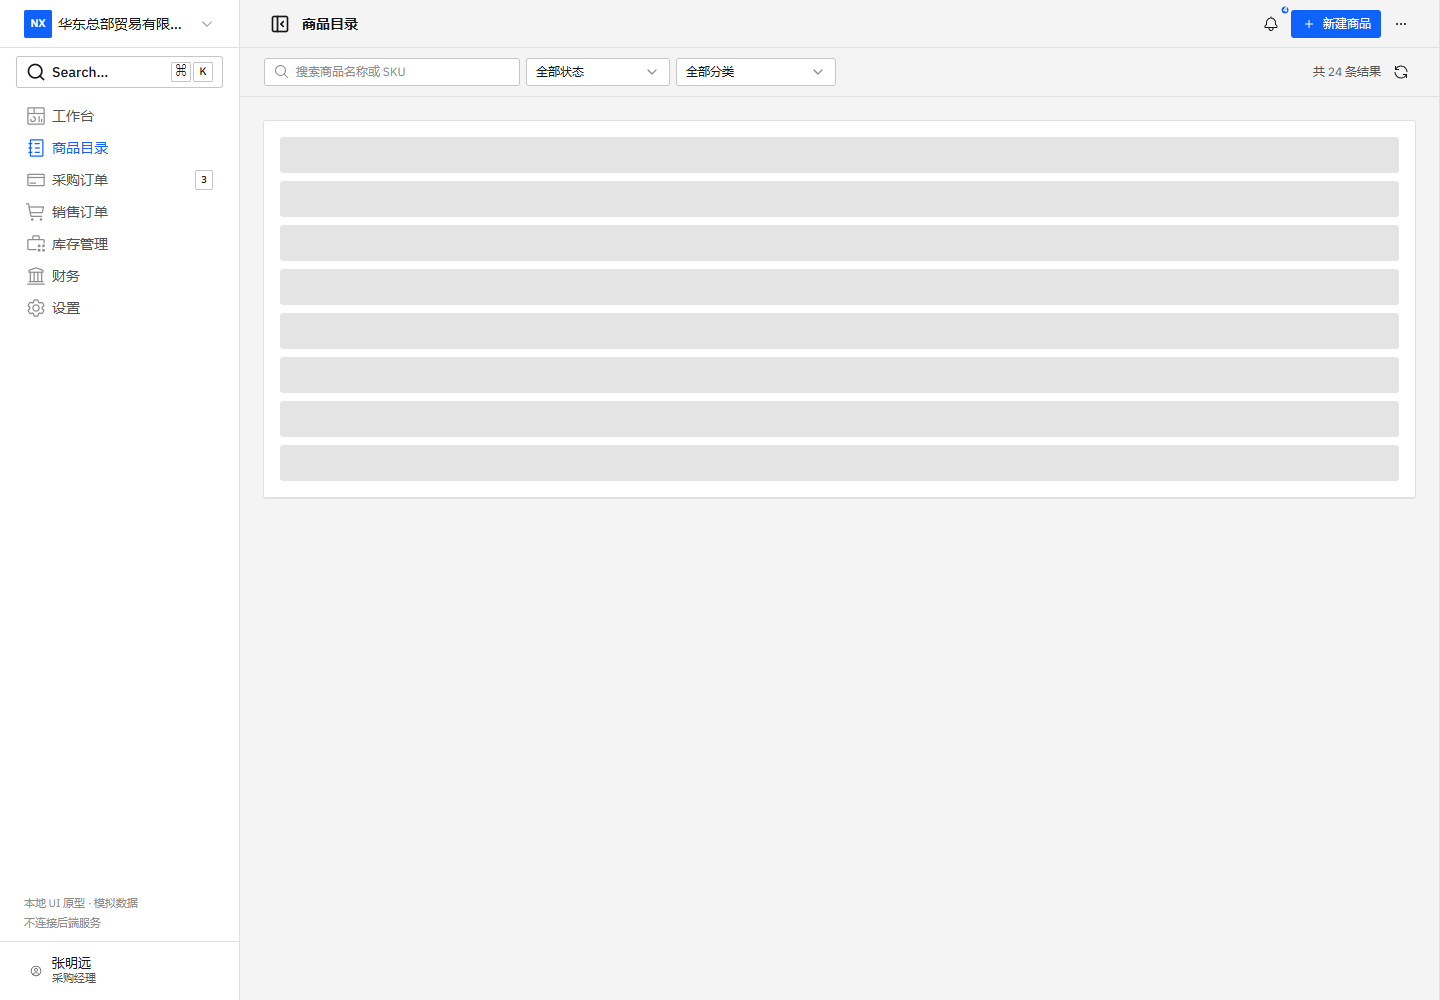 NX 华东总部贸易有限...
Search... ⌘ K
工作台
商品目录
采购订单 3
销售订单
库存管理
财务
设置
本地 UI 原型 · 模拟数据
不连接后端服务
张明远
采购经理
商品目录
4
+ 新建商品
搜索商品名称或 SKU
全部状态
全部分类
共 24 条结果